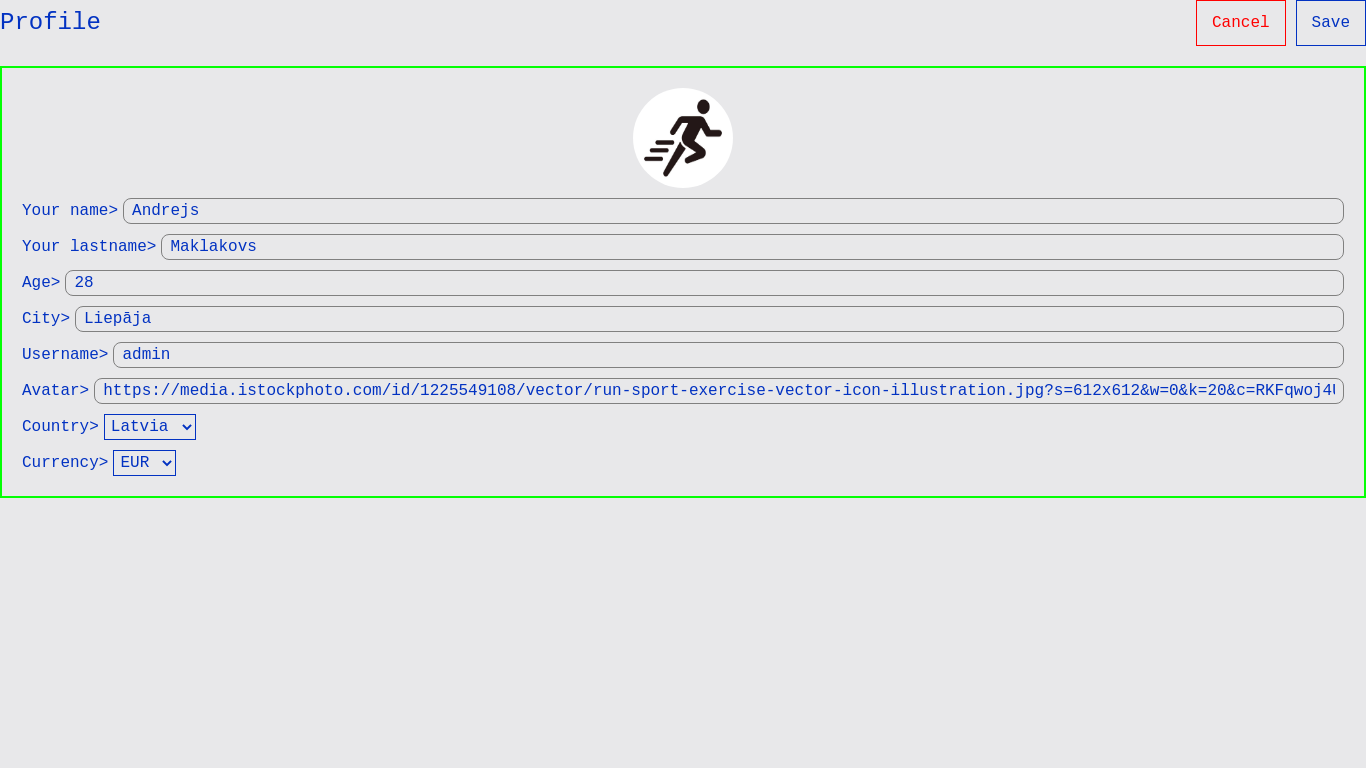 Profile
Cancel
Save
Your name> Andrejs
Your lastname> Maklakovs
Age> 28
City> Liepāja
Username> admin
Avatar> https://media.istockphoto.com/id/1225549108/vector/run-sport-exercise-vector-icon-illustration.jpg?s=612x612&w=0&k=20&c=RKFqwoj4
Country> Latvia
Currency> EUR